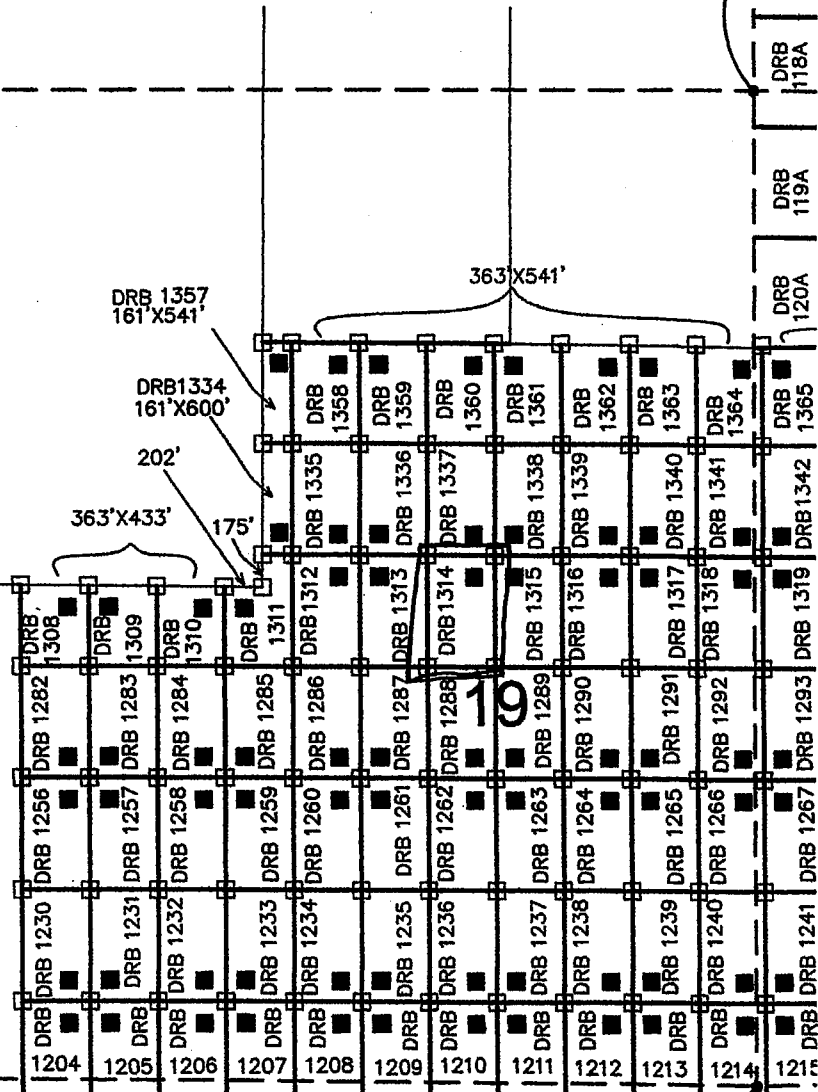 DRB
118A
DRB
119A
DRB
120A
363'X541'
DRB 1357
161'X541'
DRB
1358
DRB
1359
DRB
1360
DRB
1361
DRB
1362
DRB
1363
DRB
1364
DRB
1365
DRB1334
161'X600'
DRB 1335
DRB 1336
DRB 1337
DRB 1338
DRB 1339
DRB 1340
DRB 1341
DRB1342
202'
363'X433'
175'
DRB
1308
DRB
1309
DRB
1310
DRB
1311
DRB1312
DRB 1313
DRB1314
DRB 1315
DRB 1316
DRB 1317
DRB 1318
DRB 1319
DRB 1282
DRB 1283
DRB 1284
DRB 1285
DRB 1286
DRB 1287
DRB 1288
19
DRB 1289
DRB 1290
DRB 1291
DRB 1292
DRB 1293
DRB 1256
DRB 1257
DRB 1258
DRB 1259
DRB 1260
DRB 1261
DRB 1262
DRB 1263
DRB 1264
DRB 1265
DRB 1266
DRB 1267
DRB 1230
DRB 1231
DRB 1232
DRB 1233
DRB 1234
DRB 1235
DRB 1236
DRB 1237
DRB 1238
DRB 1239
DRB 1240
DRB 1241
DRB
1204
DRB
1205
DRB
1206
DRB
1207
DRB
1208
DRB
1209
DRB
1210
DRB
1211
DRB
1212
DRB
1213
DRB
1214
DRB
1215